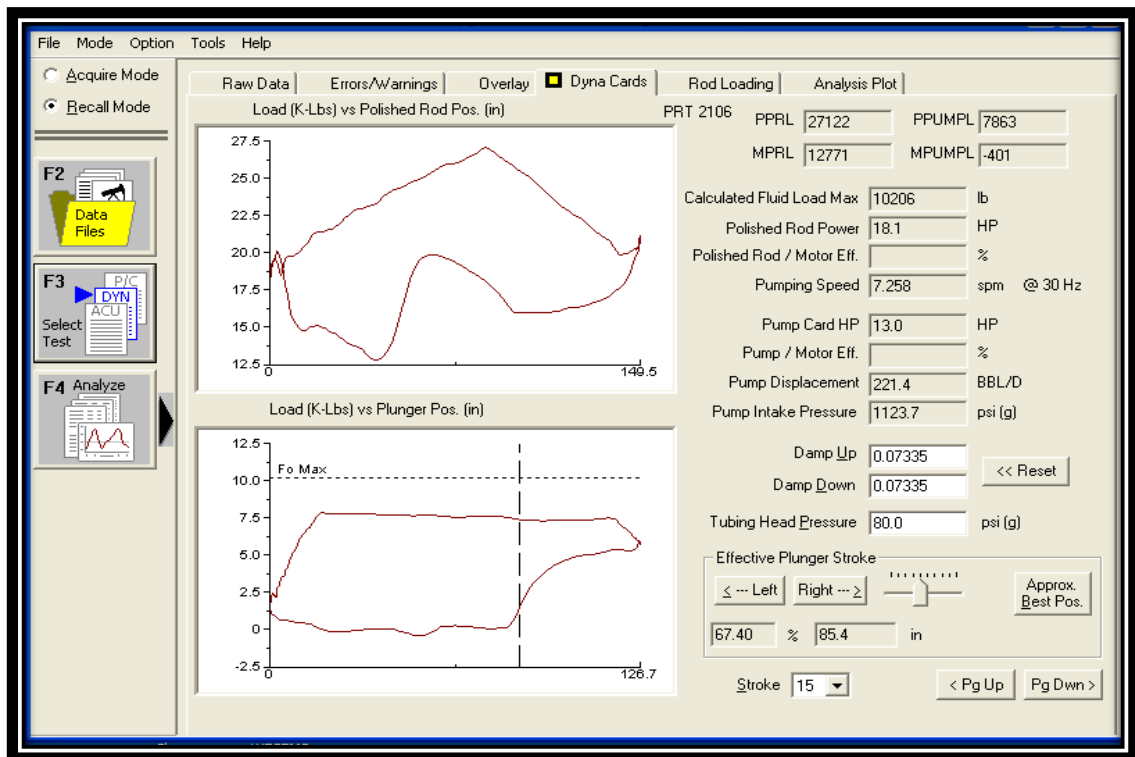 File Mode Option Tools Help
Acquire Mode
Recall Mode
F2
Data
Files
F3
P/C
DYN
ACU
Select
Test
F4 Analyze
Raw Data Errors/Warnings Overlay Dyna Cards Rod Loading Analysis Plot
Load (K-Lbs) vs Polished Rod Pos. (in)
27.5
25.0
22.5
20.0
17.5
15.0
12.5
0 149.5
Load (K-Lbs) vs Plunger Pos. (in)
12.5
Fo Max
10.0
7.5
5.0
2.5
0
-2.5
0 126.7
PRT 2106
PPRL 27122 PPUMPL 7863
MPRL 12771 MPUMPL -401
Calculated Fluid Load Max 10206 lb
Polished Rod Power 18.1 HP
Polished Rod / Motor Eff. %
Pumping Speed 7.258 spm @ 30 Hz
Pump Card HP 13.0 HP
Pump / Motor Eff. %
Pump Displacement 221.4 BBL/D
Pump Intake Pressure 1123.7 psi (g)
Damp Up 0.07335
<< Reset
Damp Down 0.07335
Tubing Head Pressure 80.0 psi (g)
Effective Plunger Stroke
< --- Left Right --- >
Approx.
Best Pos.
67.40 % 85.4 in
Stroke 15 < Pg Up Pg Dwn >